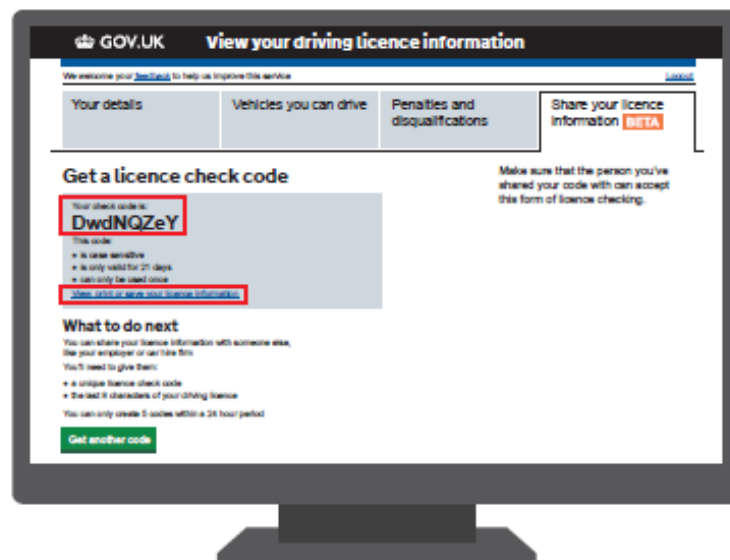 GOV.UK View your driving licence information
We welcome your feedback to help us improve this service Logout
Your details
Vehicles you can drive
Penalties and
disqualifications
Share your licence
information BETA
Get a licence check code
Your check code is:
DwdNQZeY
This code:
• is case sensitive
• is only valid for 21 days
• can only be used once
View, print or save your licence information
Make sure that the person you've
shared your code with can accept
this form of licence checking.
What to do next
You can share your licence information with someone else,
like your employer or car hire firm
You'll need to give them:
• a unique licence check code
• the last 8 characters of your driving licence
You can only create 5 codes within a 24 hour period
Get another code